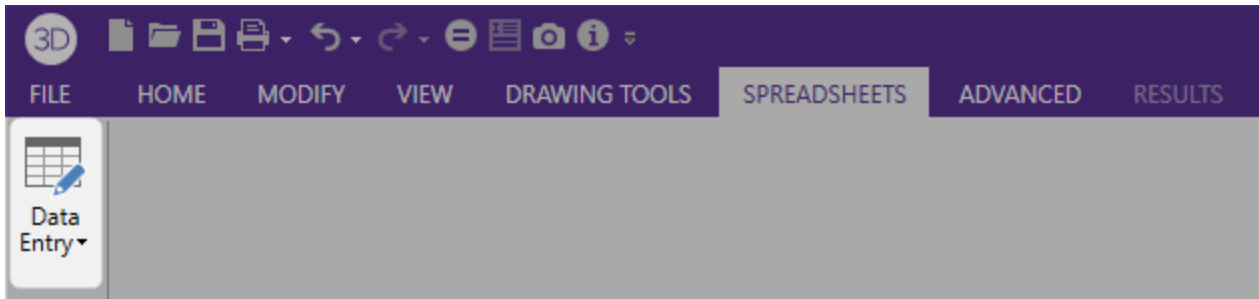 3D
FILE HOME MODIFY VIEW DRAWING TOOLS SPREADSHEETS ADVANCED RESULTS
Data
Entry